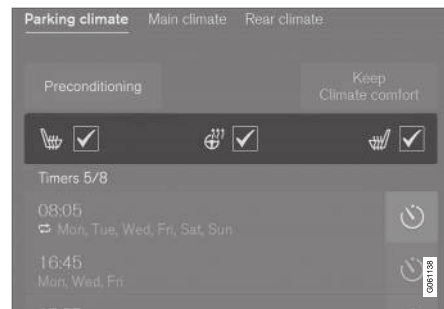 Parking climate Main climate Rear climate
Preconditioning
Keep
Climate comfort
Timers 5/8
08:05
Mon, Tue, Wed, Fri, Sat, Sun
16:45
Mon, Wed, Fri
G061138